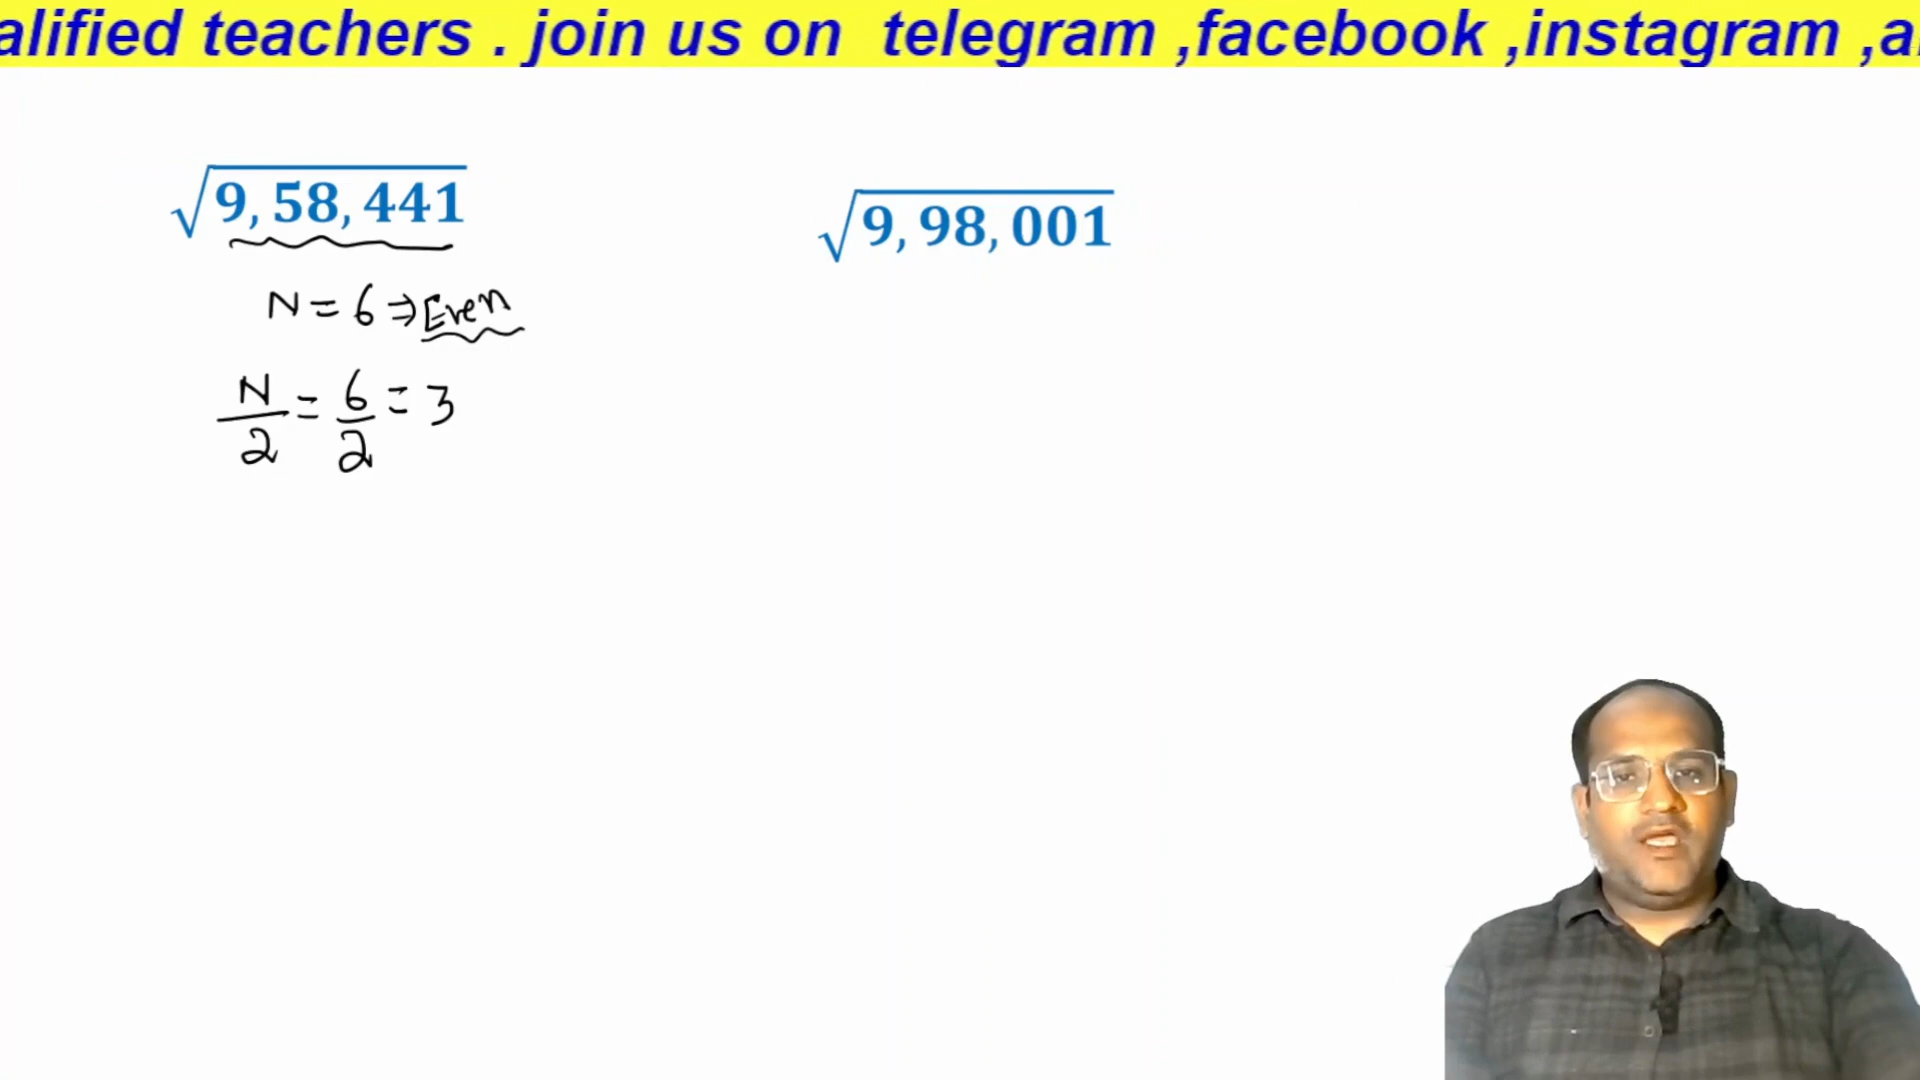 alified teachers . join us on telegram ,facebook ,instagram ,a
√9,58,441
√9,98,001
N = 6 ⇒ Even
N/2 = 6/2 = 3